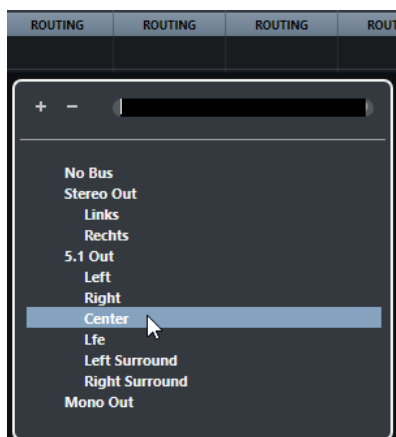 ROUTING ROUTING ROUTING ROUT
No Bus
Stereo Out
Links
Rechts
5.1 Out
Left
Right
Center
Lfe
Left Surround
Right Surround
Mono Out